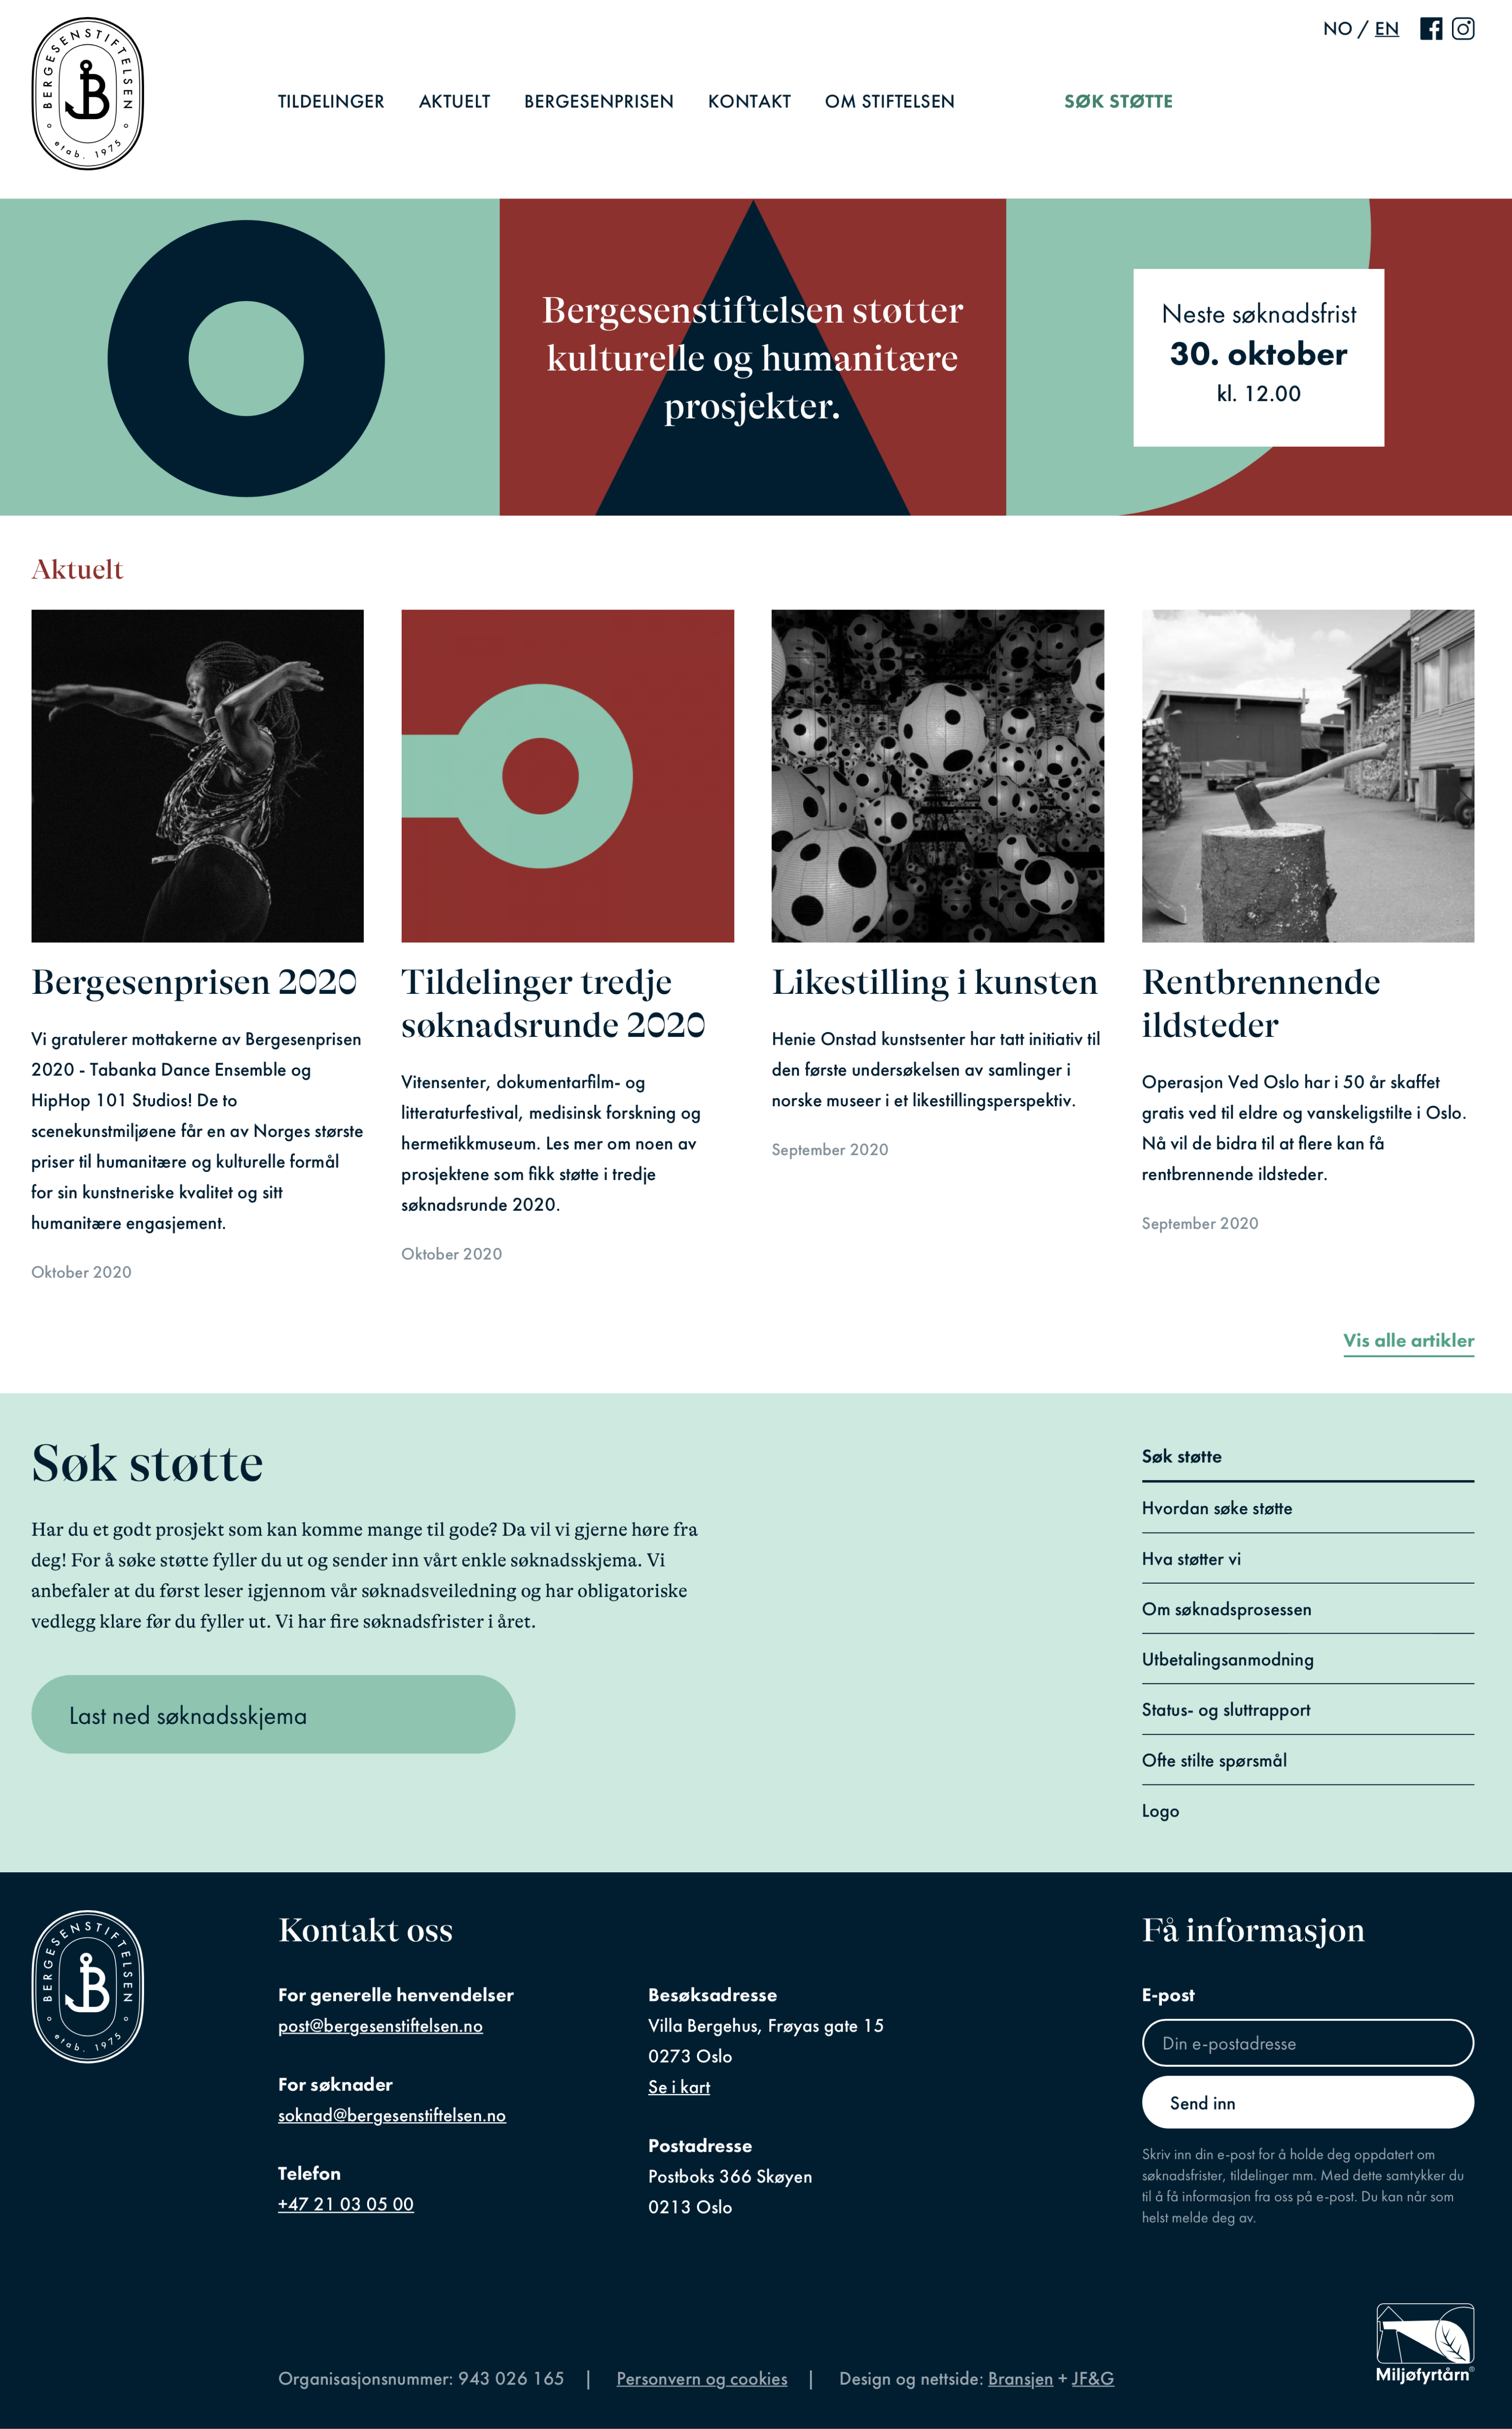 BERGESENSTIFTELSEN
B
etab. 1975
NO / EN
TILDELINGER AKTUELT BERGESENPRISEN KONTAKT OM STIFTELSEN SØK STØTTE
Bergesenstiftelsen støtter
kulturelle og humanitære
prosjekter.
Neste søknadsfrist
30. oktober
kl. 12.00
Aktuelt
Bergesenprisen 2020
Vi gratulerer mottakerne av Bergesenprisen
2020 - Tabanka Dance Ensemble og
HipHop 101 Studios! De to
scenekunstmiljøene får en av Norges største
priser til humanitære og kulturelle formål
for sin kunstneriske kvalitet og sitt
humanitære engasjement.
Oktober 2020
Tildelinger tredje
søknadsrunde 2020
Vitensenter, dokumentarfilm- og
litteraturfestival, medisinsk forskning og
hermetikkmuseum. Les mer om noen av
prosjektene som fikk støtte i tredje
søknadsrunde 2020.
Oktober 2020
Likestilling i kunsten
Henie Onstad kunstsenter har tatt initiativ til
den første undersøkelsen av samlinger i
norske museer i et likestillingsperspektiv.
September 2020
Rentbrennende
ildsteder
Operasjon Ved Oslo har i 50 år skaffet
gratis ved til eldre og vanskeligstilte i Oslo.
Nå vil de bidra til at flere kan få
rentbrennende ildsteder.
September 2020
Vis alle artikler
Søk støtte
Har du et godt prosjekt som kan komme mange til gode? Da vil vi gjerne høre fra
deg! For å søke støtte fyller du ut og sender inn vårt enkle søknadsskjema. Vi
anbefaler at du først leser igjennom vår søknadsveiledning og har obligatoriske
vedlegg klare før du fyller ut. Vi har fire søknadsfrister i året.
Last ned søknadsskjema
Søk støtte
Hvordan søke støtte
Hva støtter vi
Om søknadsprosessen
Utbetalingsanmodning
Status- og sluttrapport
Ofte stilte spørsmål
Logo
BERGESENSTIFTELSEN
B
etab. 1975
Kontakt oss
For generelle henvendelser
post@bergesenstiftelsen.no
For søknader
soknad@bergesenstiftelsen.no
Telefon
+47 21 03 05 00
Besøksadresse
Villa Bergehus, Frøyas gate 15
0273 Oslo
Se i kart
Postadresse
Postboks 366 Skøyen
0213 Oslo
Få informasjon
E-post
Din e-postadresse
Send inn
Skriv inn din e-post for å holde deg oppdatert om
søknadsfrister, tildelinger mm. Med dette samtykker du
til å få informasjon fra oss på e-post. Du kan når som
helst melde deg av.
Organisasjonsnummer: 943 026 165 | Personvern og cookies | Design og nettside: Bransjen + JF&G
Miljøfyrtårn®